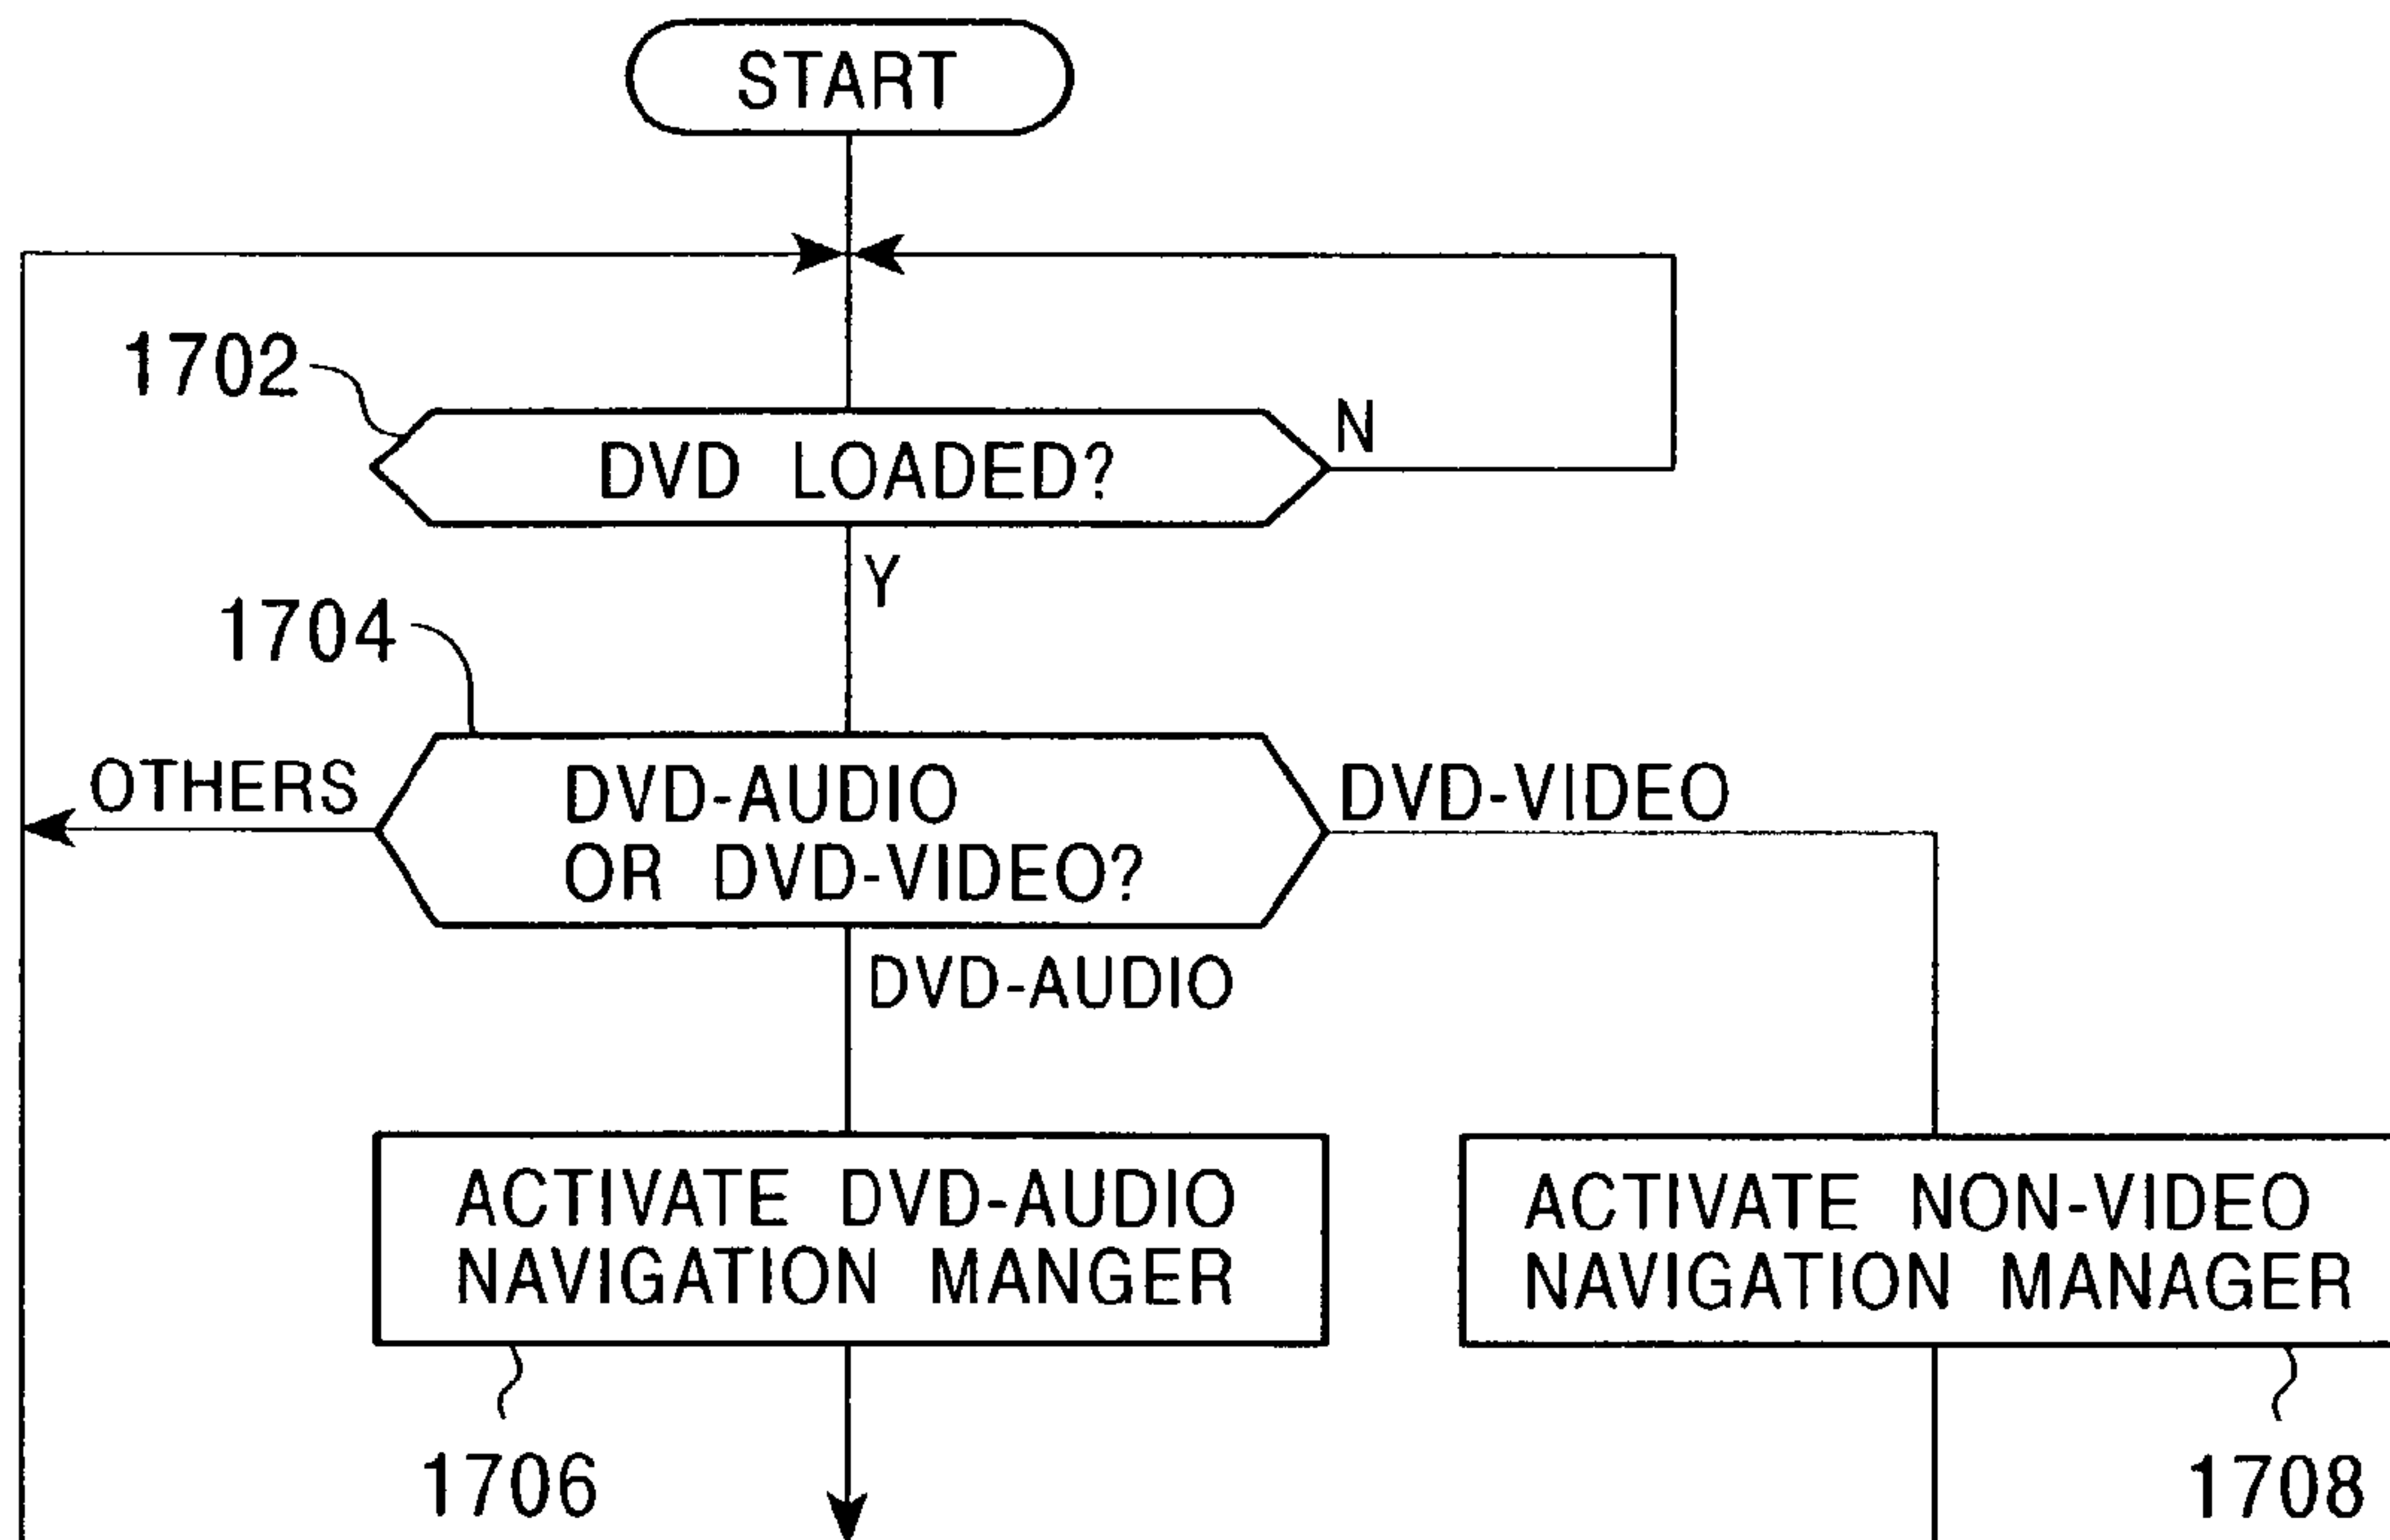 START
1702
DVD LOADED?
N
Y
1704
OTHERS
DVD-AUDIO
OR DVD-VIDEO?
DVD-VIDEO
DVD-AUDIO
ACTIVATE DVD-AUDIO
NAVIGATION MANGER
ACTIVATE NON-VIDEO
NAVIGATION MANAGER
1706
1708